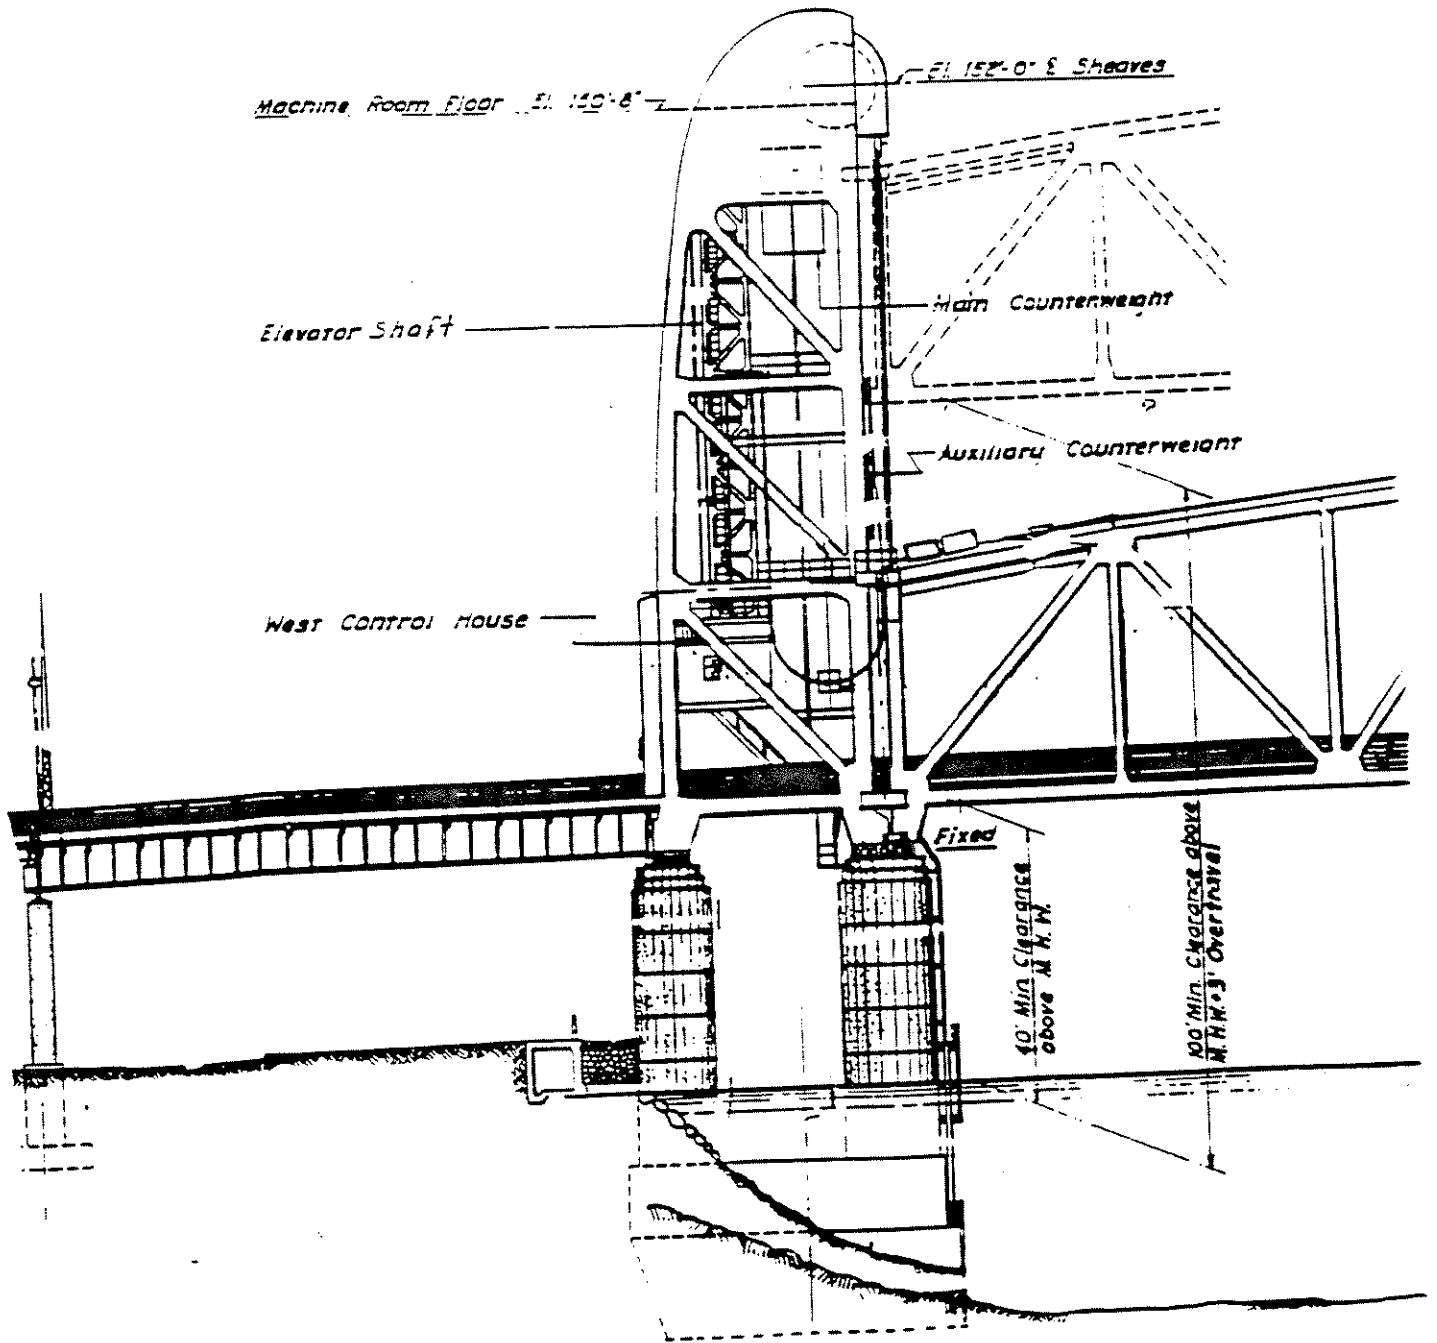 El. 152'-0" ℄ Sheaves
Machine Room Floor El. 150'-8"
Main Counterweight
Elevator Shaft
Auxiliary Counterweight
West Control House
Fixed
40' Min Clearance
above M.H.W.
100' Min. Clearance above
M.H.W.+3' Overtravel